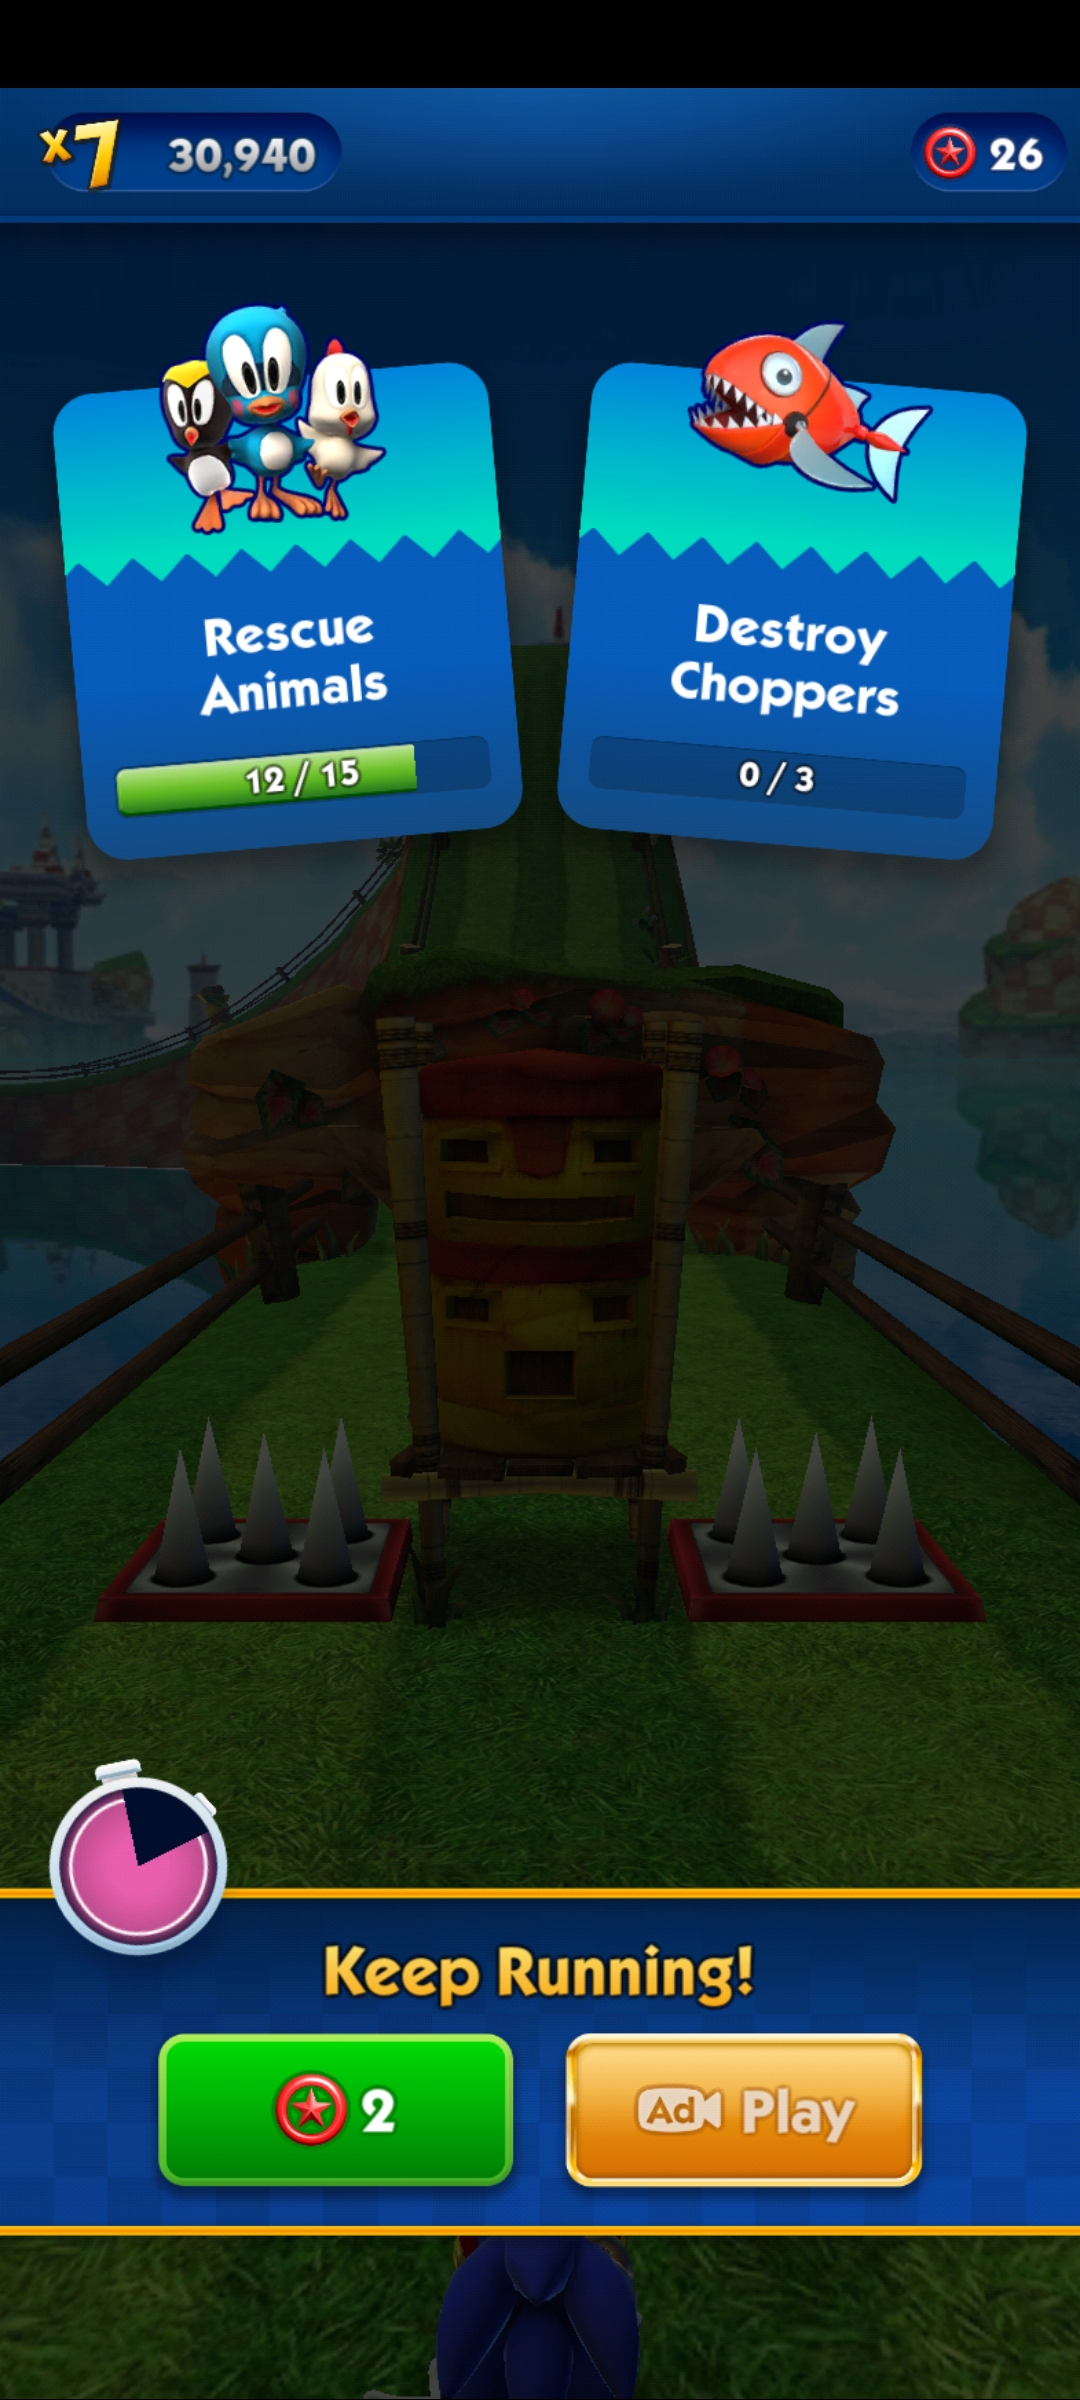 x7 30,940
26
Rescue
Animals
12 / 15
Destroy
Choppers
0 / 3
Keep Running!
2
Ad Play